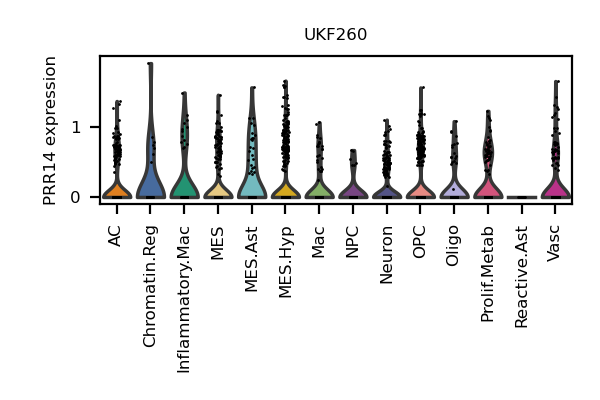 UKF260
PRR14 expression
1
0
AC
Chromatin.Reg
Inflammatory.Mac
MES
MES.Ast
MES.Hyp
Mac
NPC
Neuron
OPC
Oligo
Prolif.Metab
Reactive.Ast
Vasc